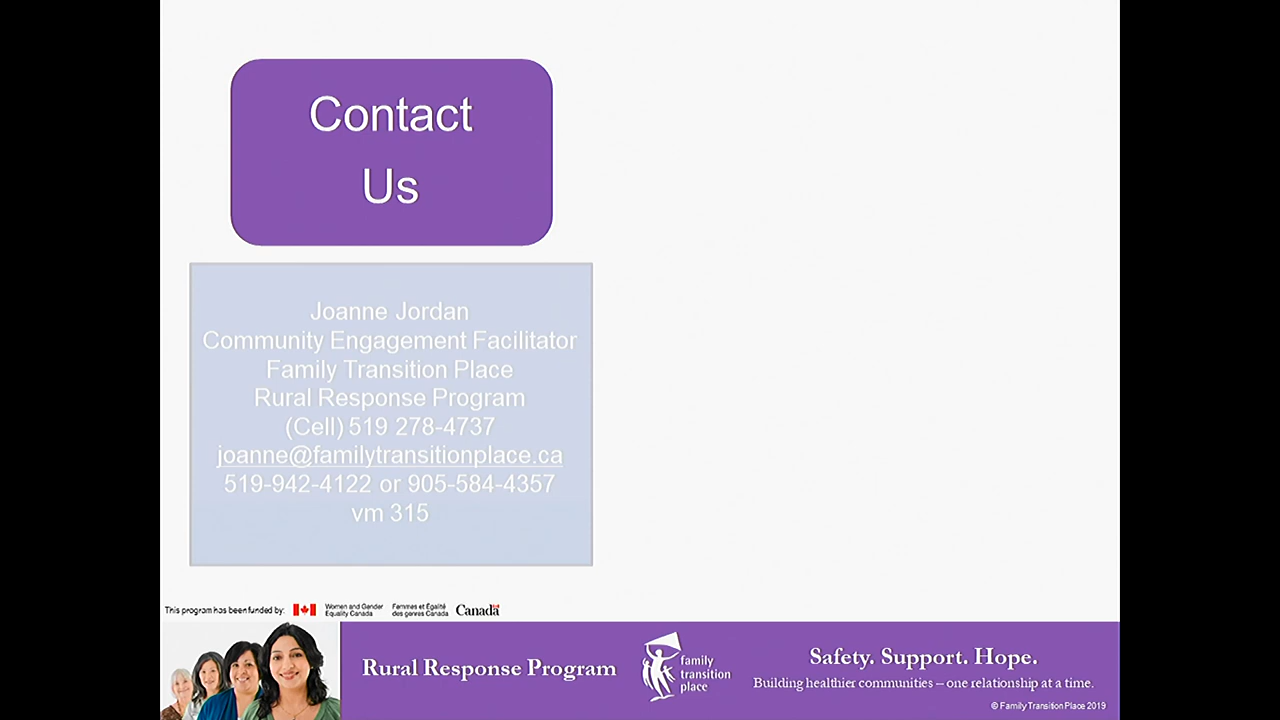 Contact
Us
Joanne Jordan
Community Engagement Facilitator
Family Transition Place
Rural Response Program
(Cell) 519 278-4737
joanne@familytransitionplace.ca
519-942-4122 or 905-584-4357
vm 315
This program has been funded by:
Women and Gender
Equality Canada
Femmes et Égalité
des genres Canada
Canada
Rural Response Program
family
transition
place
Safety. Support. Hope.
Building healthier communities – one relationship at a time.
© Family Transition Place 2019